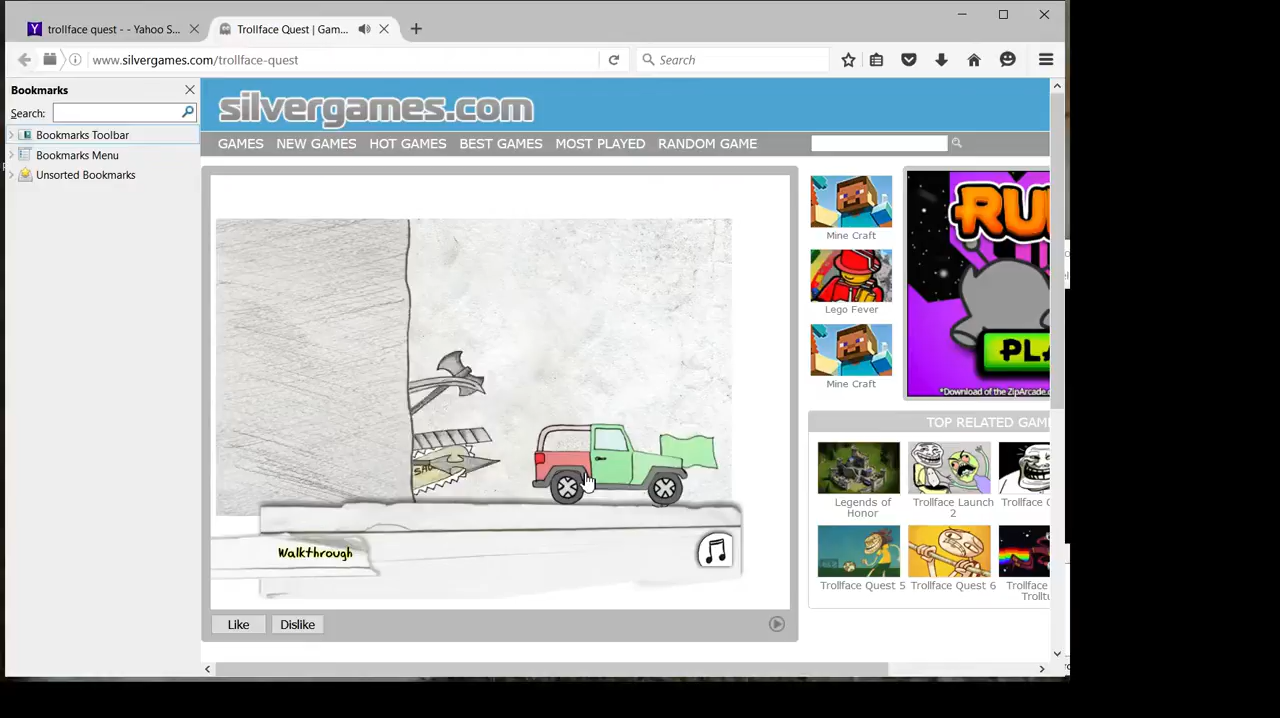 trollface quest - - Yahoo S...
Trollface Quest | Gam...
www.silvergames.com/trollface-quest
Search
Bookmarks
Search:
Bookmarks Toolbar
Bookmarks Menu
Unsorted Bookmarks
silvergames.com
GAMES NEW GAMES HOT GAMES BEST GAMES MOST PLAYED RANDOM GAME
Mine Craft
Lego Fever
Mine Craft
RU
PLA
*Download of the ZipArcade.c
TOP RELATED GAM
Legends of Honor
Trollface Launch 2
Trollface
Trollface Quest 5
Trollface Quest 6
Trollface
Trolltu
Walkthrough
Like
Dislike